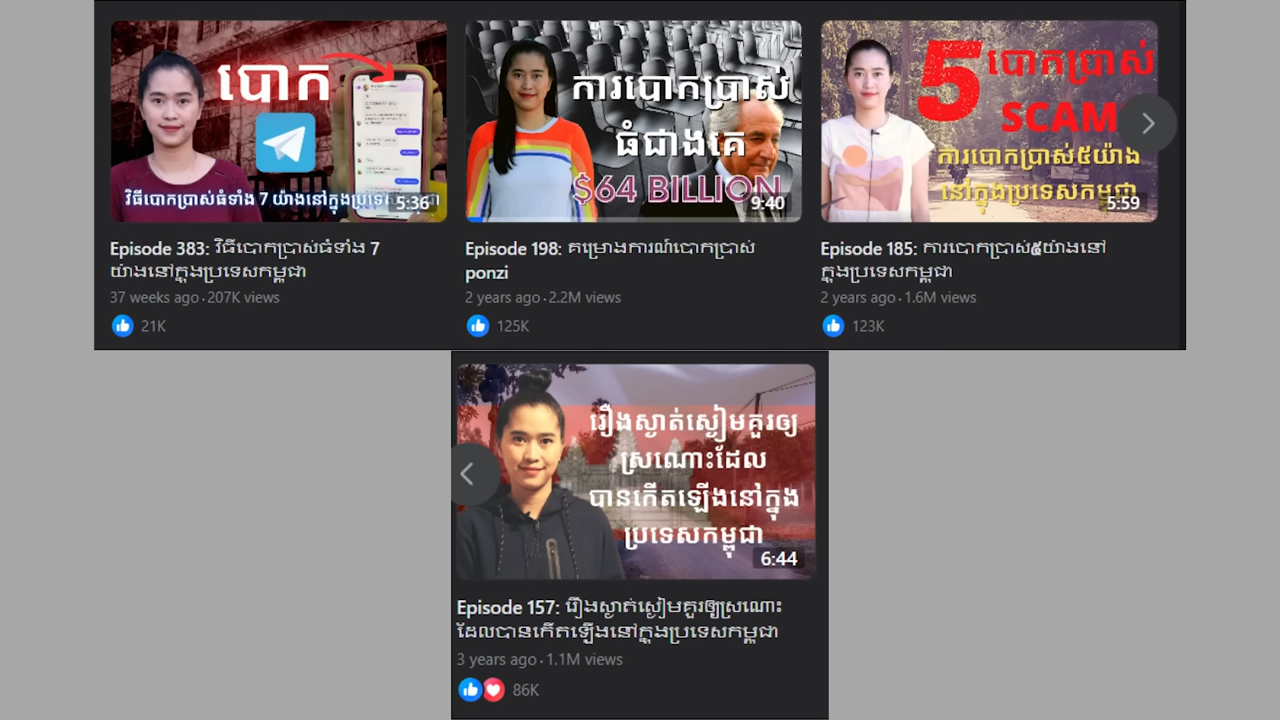 បោក
វិធីបោកប្រាស់ធំទាំង 7 យ៉ាងនៅក្នុងប្រទេ
5:36
Episode 383: វិធីបោកប្រាស់ធំទាំង 7
យ៉ាងនៅក្នុងប្រទេសកម្ពុជា
37 weeks ago · 207K views
21K
ការបោកប្រាស់
ធំជាងគេ
$64 BILLION
9:40
Episode 198: គម្រោងការណ៍បោកប្រាស់
ponzi
2 years ago · 2.2M views
125K
5 បោកប្រាស់
SCAM
ការបោកប្រាស់៥យ៉ាង
នៅក្នុងប្រទេសកម្ពុជា
5:59
Episode 185: ការបោកប្រាស់៥យ៉ាងនៅ
ក្នុងប្រទេសកម្ពុជា
2 years ago · 1.6M views
123K
រឿងស្ងាត់ស្ងៀមគួរឲ្យ
ស្រណោះដែល
បានកើតឡើងនៅក្នុង
ប្រទេសកម្ពុជា
6:44
Episode 157: រឿងស្ងាត់ស្ងៀមគួរឲ្យស្រណោះ
ដែលបានកើតឡើងនៅក្នុងប្រទេសកម្ពុជា
3 years ago · 1.1M views
86K